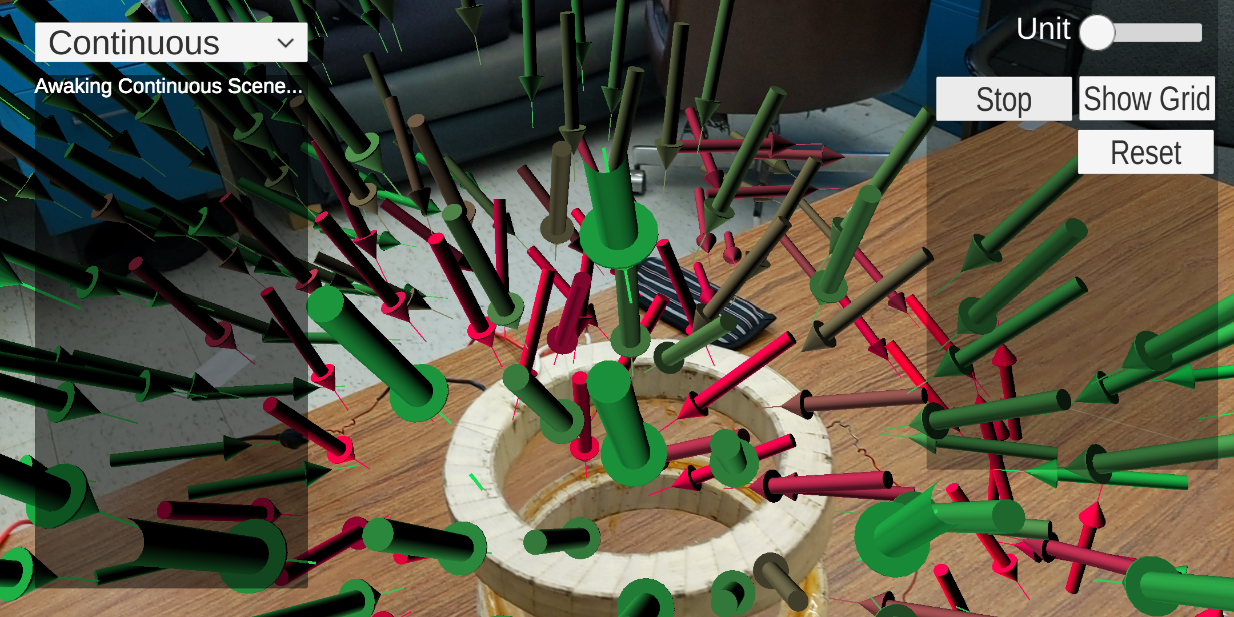 Continuous
Unit
Awaking Continuous Scene...
Stop
Show Grid
Reset